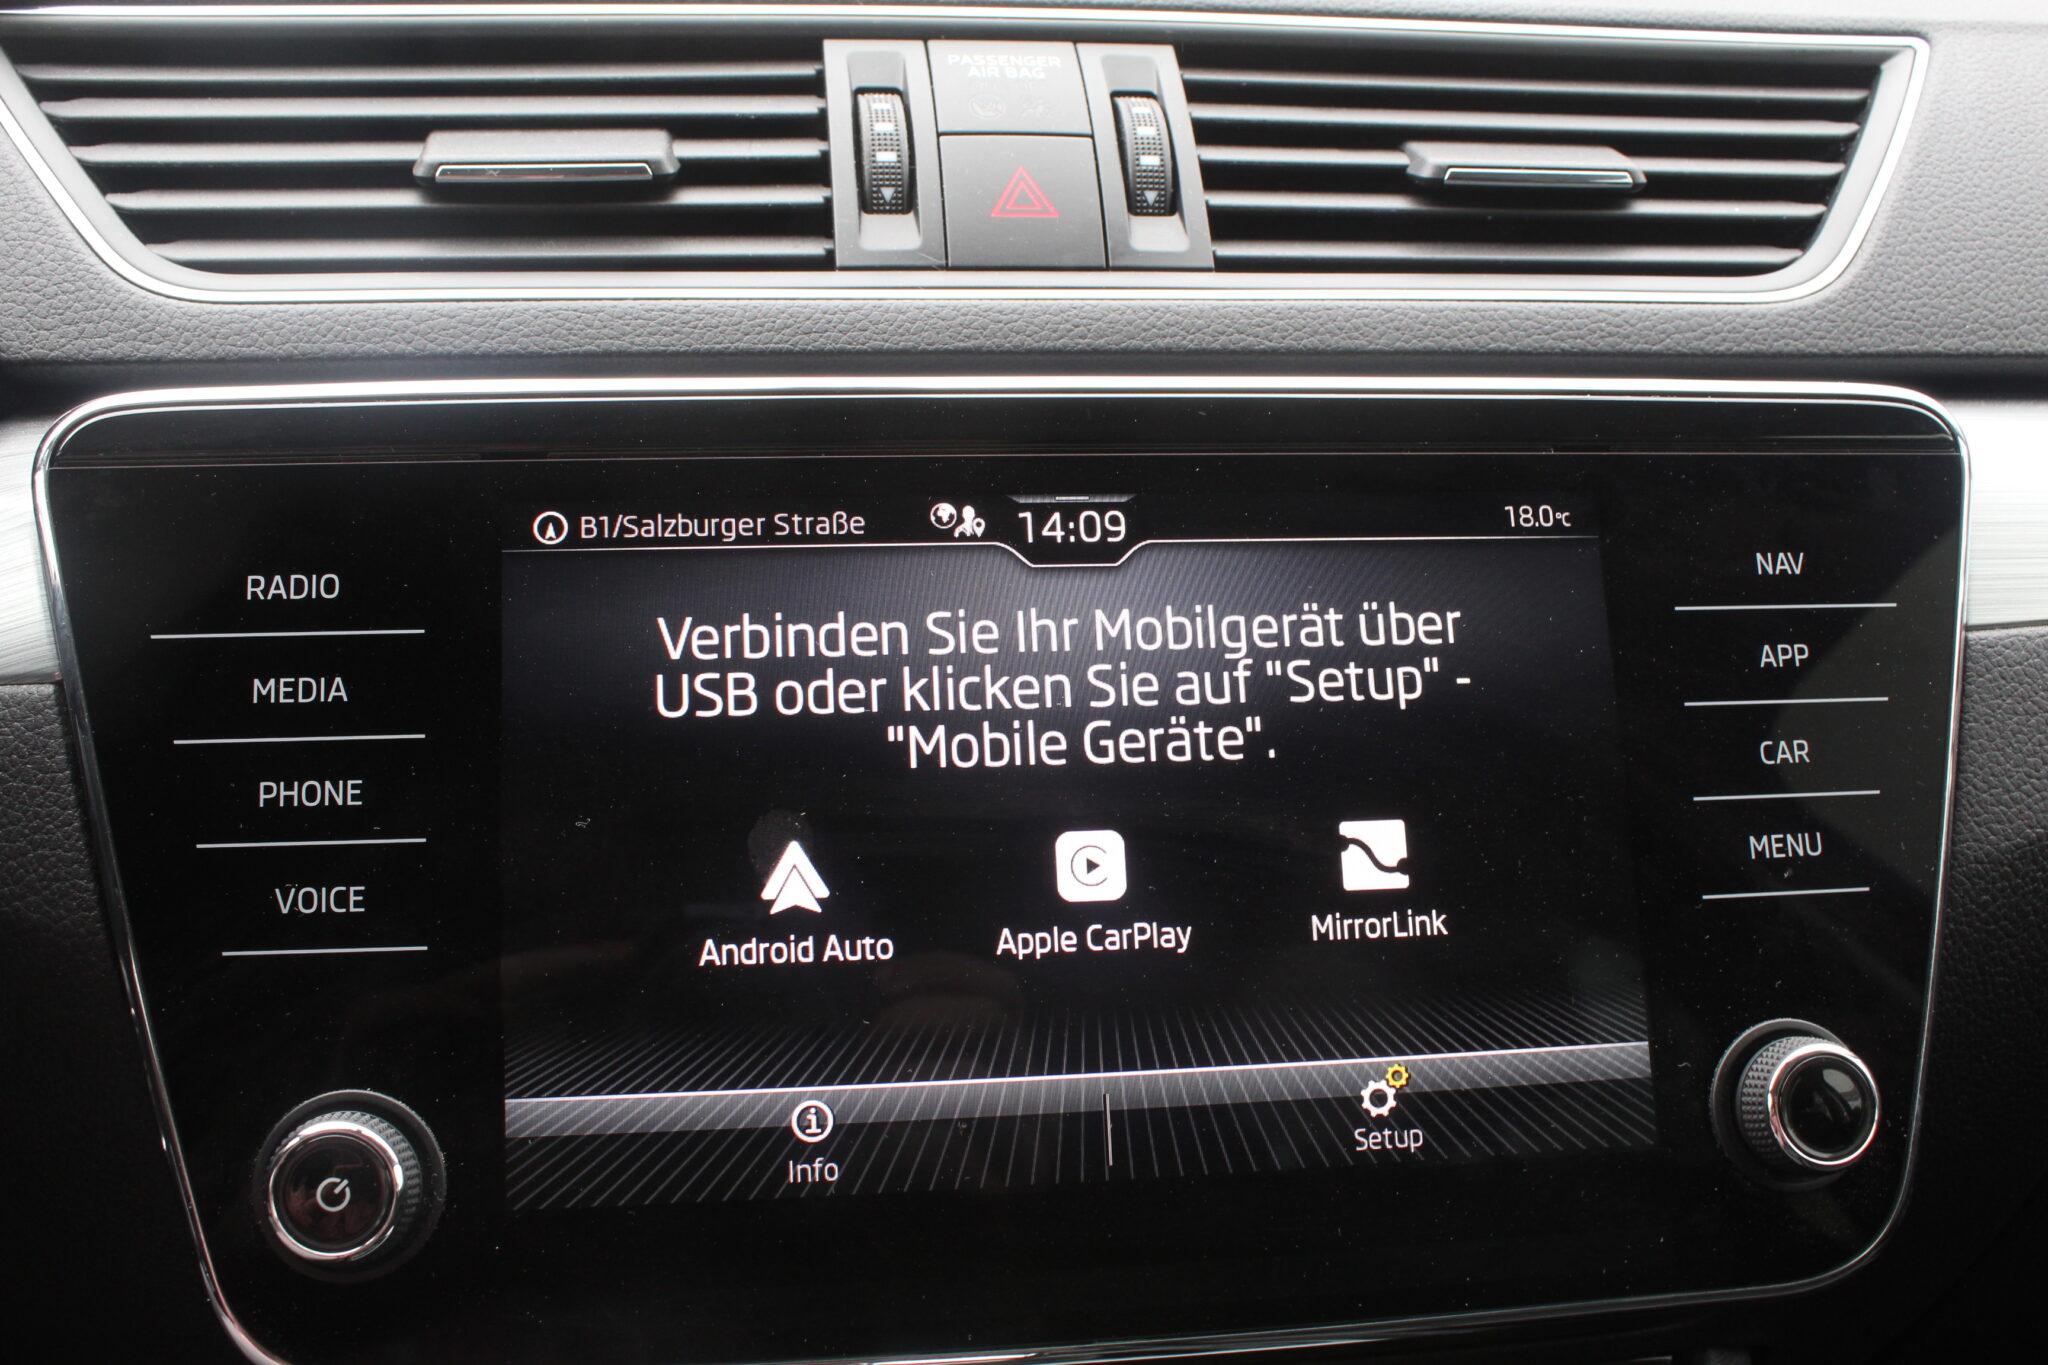 PASSENGER
AIR BAG
B1/Salzburger Straße
14:09
18.0°C
RADIO
MEDIA
PHONE
VOICE
Verbinden Sie Ihr Mobilgerät über
USB oder klicken Sie auf "Setup" -
"Mobile Geräte".
Android Auto
Apple CarPlay
MirrorLink
Info
Setup
NAV
APP
CAR
MENU